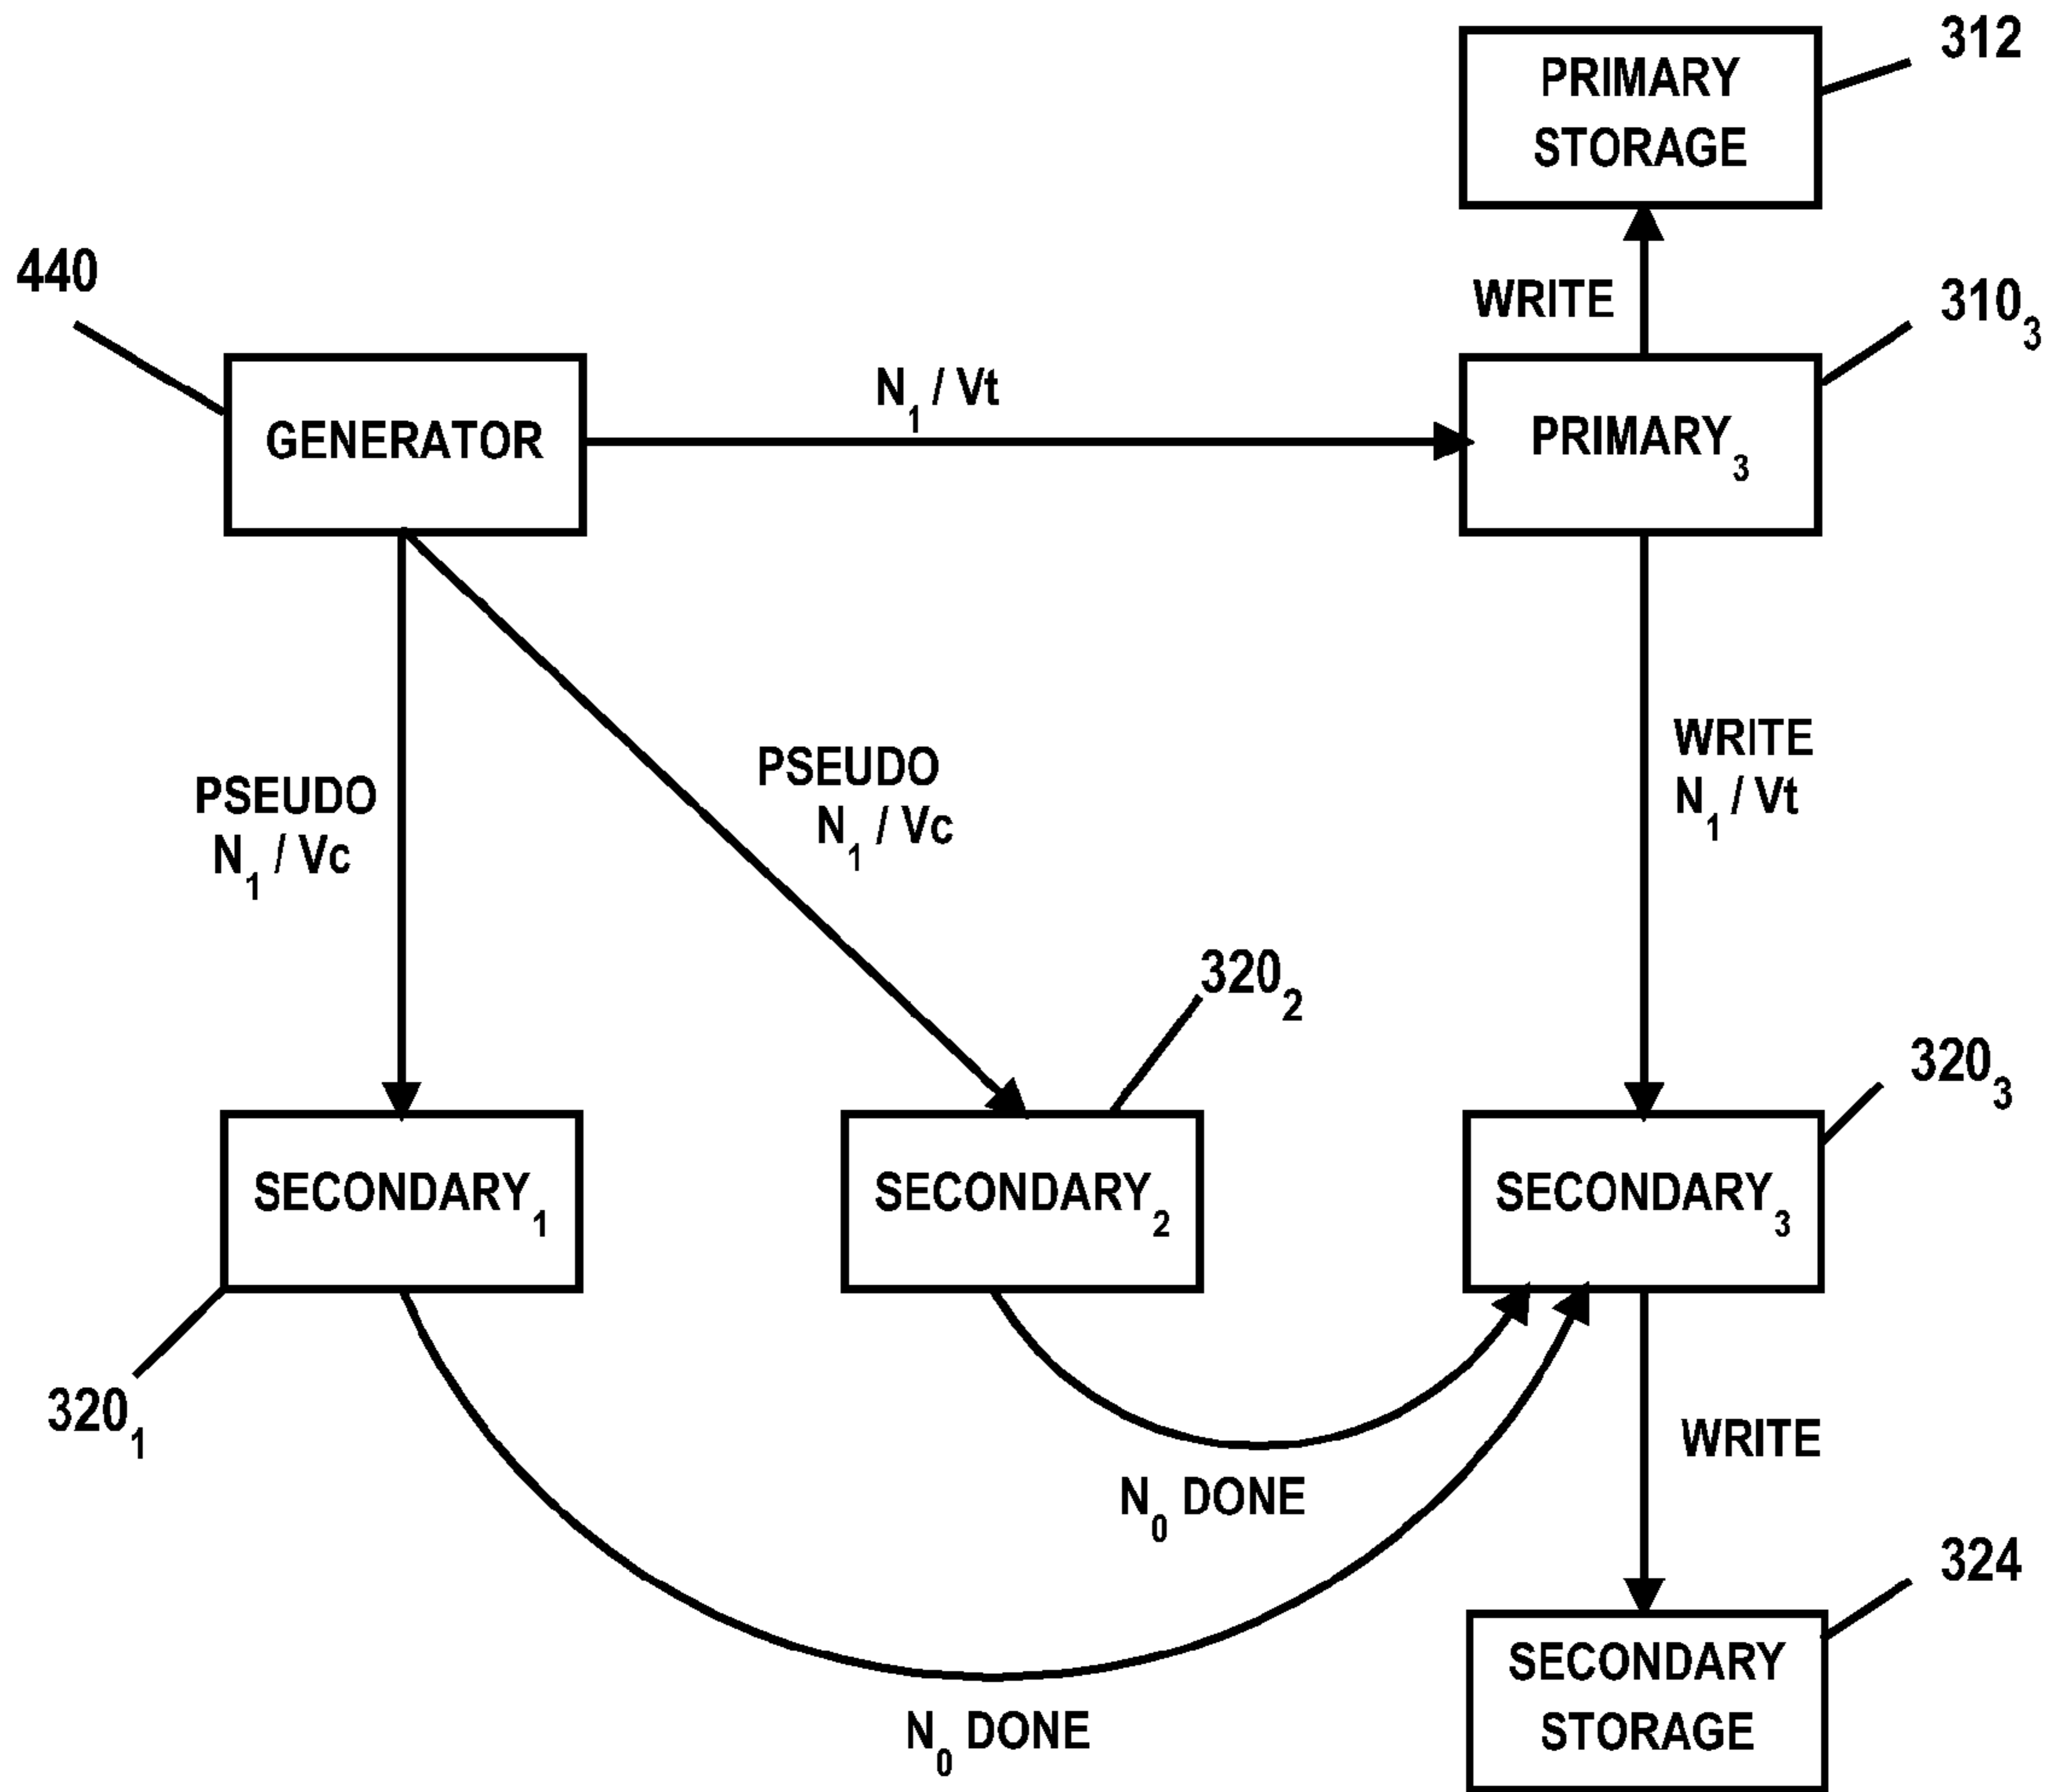 312
PRIMARY
STORAGE
440
WRITE
310₃
N₁ / Vt
GENERATOR
PRIMARY₃
PSEUDO
N₁ / Vc
PSEUDO
N₁ / Vc
WRITE
N₁ / Vt
320₂
320₃
SECONDARY₁
SECONDARY₂
SECONDARY₃
320₁
WRITE
N₀ DONE
324
SECONDARY
STORAGE
N₀ DONE